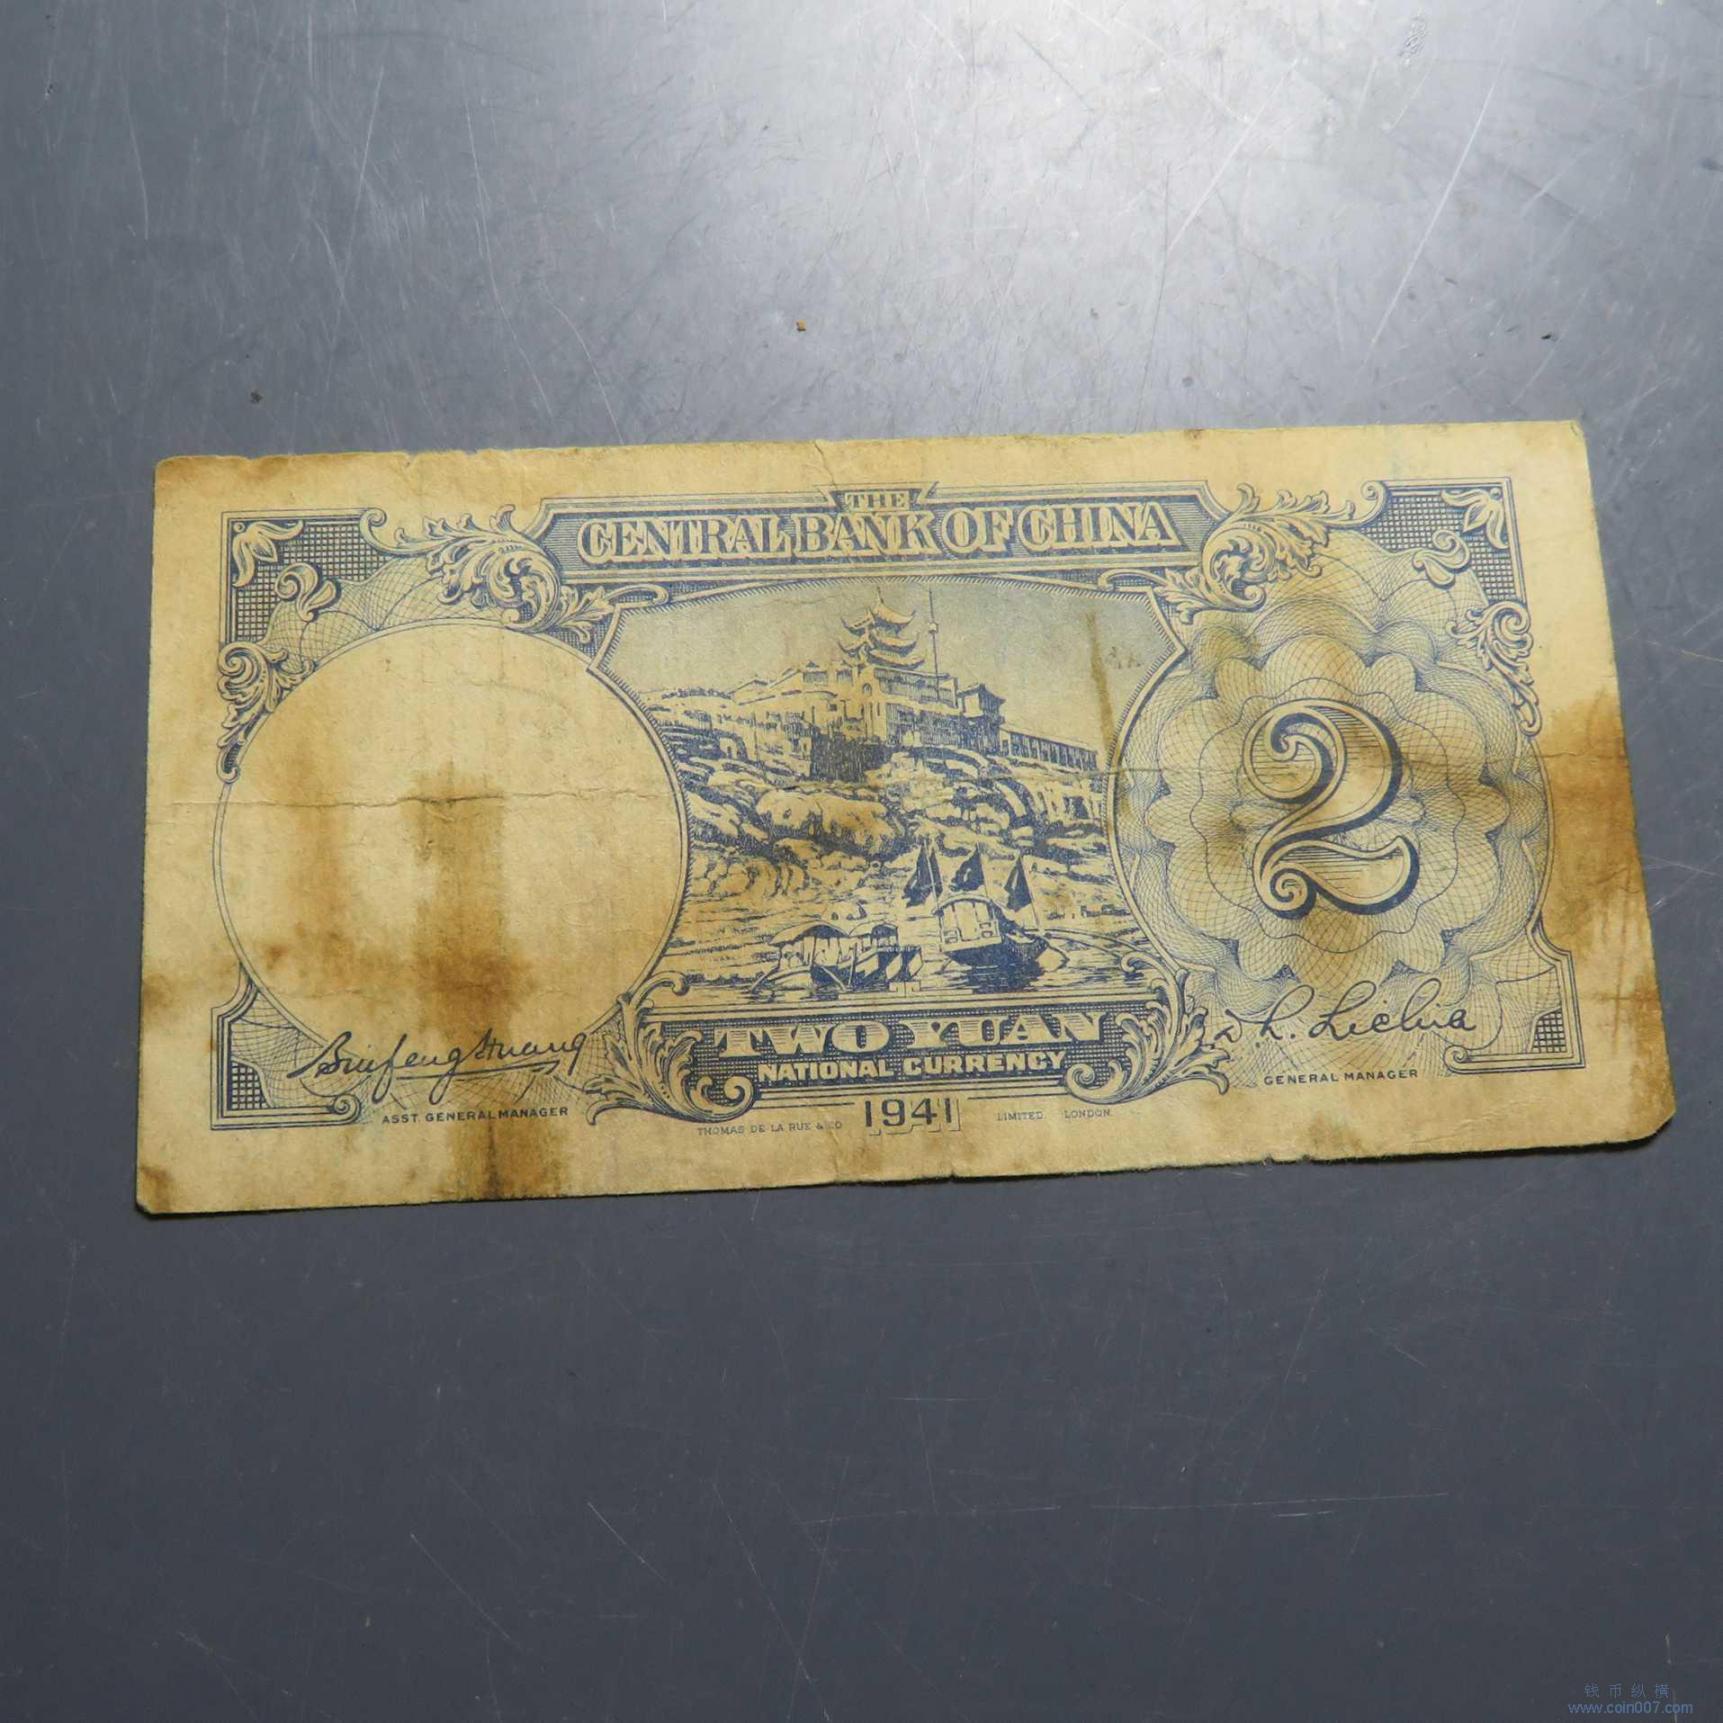 THE
CENTRAL BANK OF CHINA
2
TWO YUAN
NATIONAL CURRENCY
ASST. GENERAL MANAGER
GENERAL MANAGER
THOMAS DE LA RUE & CO
1941
LIMITED LONDON
钱币纵横
www.coin007.com